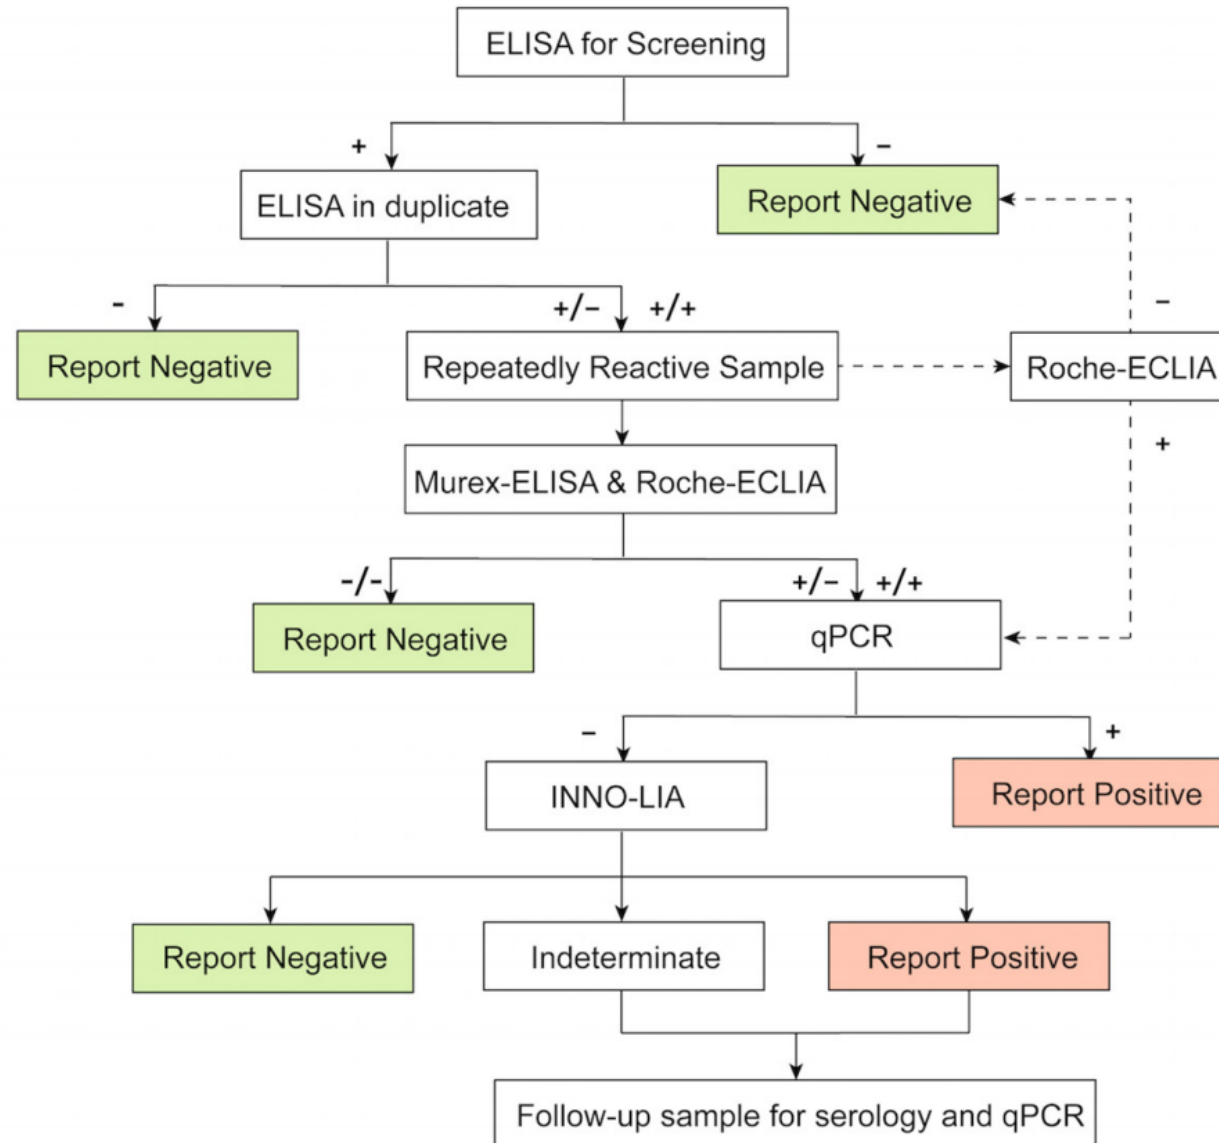 ELISA for Screening
+
−
ELISA in duplicate
Report Negative
-
+/−
+/+
−
Report Negative
Repeatedly Reactive Sample
Roche-ECLIA
+
Murex-ELISA & Roche-ECLIA
-/-
+/−
+/+
Report Negative
qPCR
−
+
INNO-LIA
Report Positive
Report Negative
Indeterminate
Report Positive
Follow-up sample for serology and qPCR